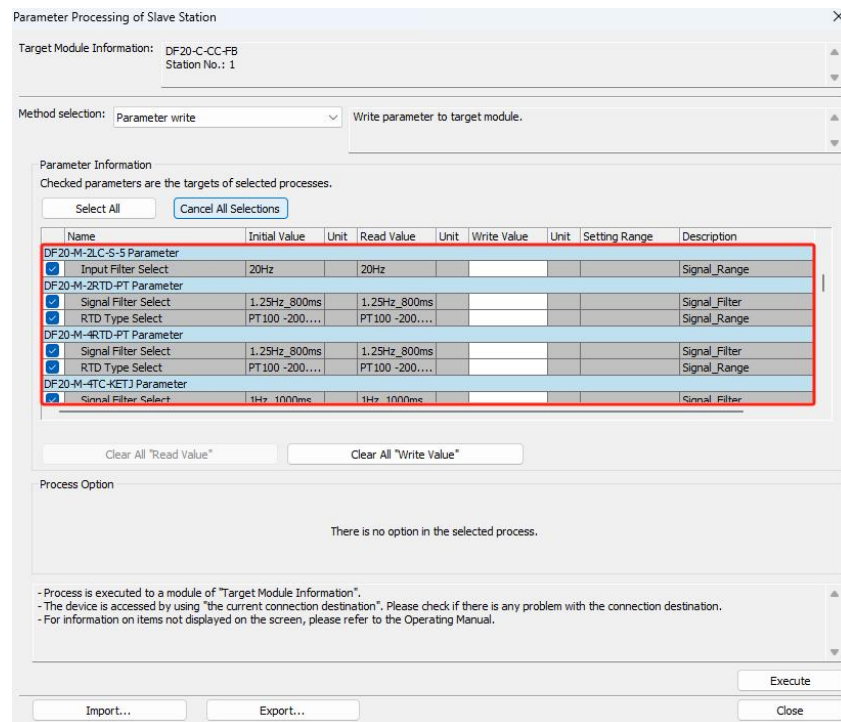 Parameter Processing of Slave Station
Target Module Information: DF20-C-CC-FB
Station No.: 1
Method selection: Parameter write Write parameter to target module.
Parameter Information
Checked parameters are the targets of selected processes.
Select All Cancel All Selections
Name Initial Value Unit Read Value Unit Write Value Unit Setting Range Description
DF20-M-2LC-S-5 Parameter
Input Filter Select 20Hz 20Hz Signal_Range
DF20-M-2RTD-PT Parameter
Signal Filter Select 1.25Hz_800ms 1.25Hz_800ms Signal_Filter
RTD Type Select PT100 -200.... PT100 -200.... Signal_Range
DF20-M-4RTD-PT Parameter
Signal Filter Select 1.25Hz_800ms 1.25Hz_800ms Signal_Filter
RTD Type Select PT100 -200.... PT100 -200.... Signal_Range
DF20-M-4TC-KETJ Parameter
Signal Filter Select 1Hz_1000ms 1Hz_1000ms Signal_Filter
Clear All "Read Value" Clear All "Write Value"
Process Option
There is no option in the selected process.
- Process is executed to a module of "Target Module Information".
- The device is accessed by using "the current connection destination". Please check if there is any problem with the connection destination.
- For information on items not displayed on the screen, please refer to the Operating Manual.
Execute
Import... Export... Close